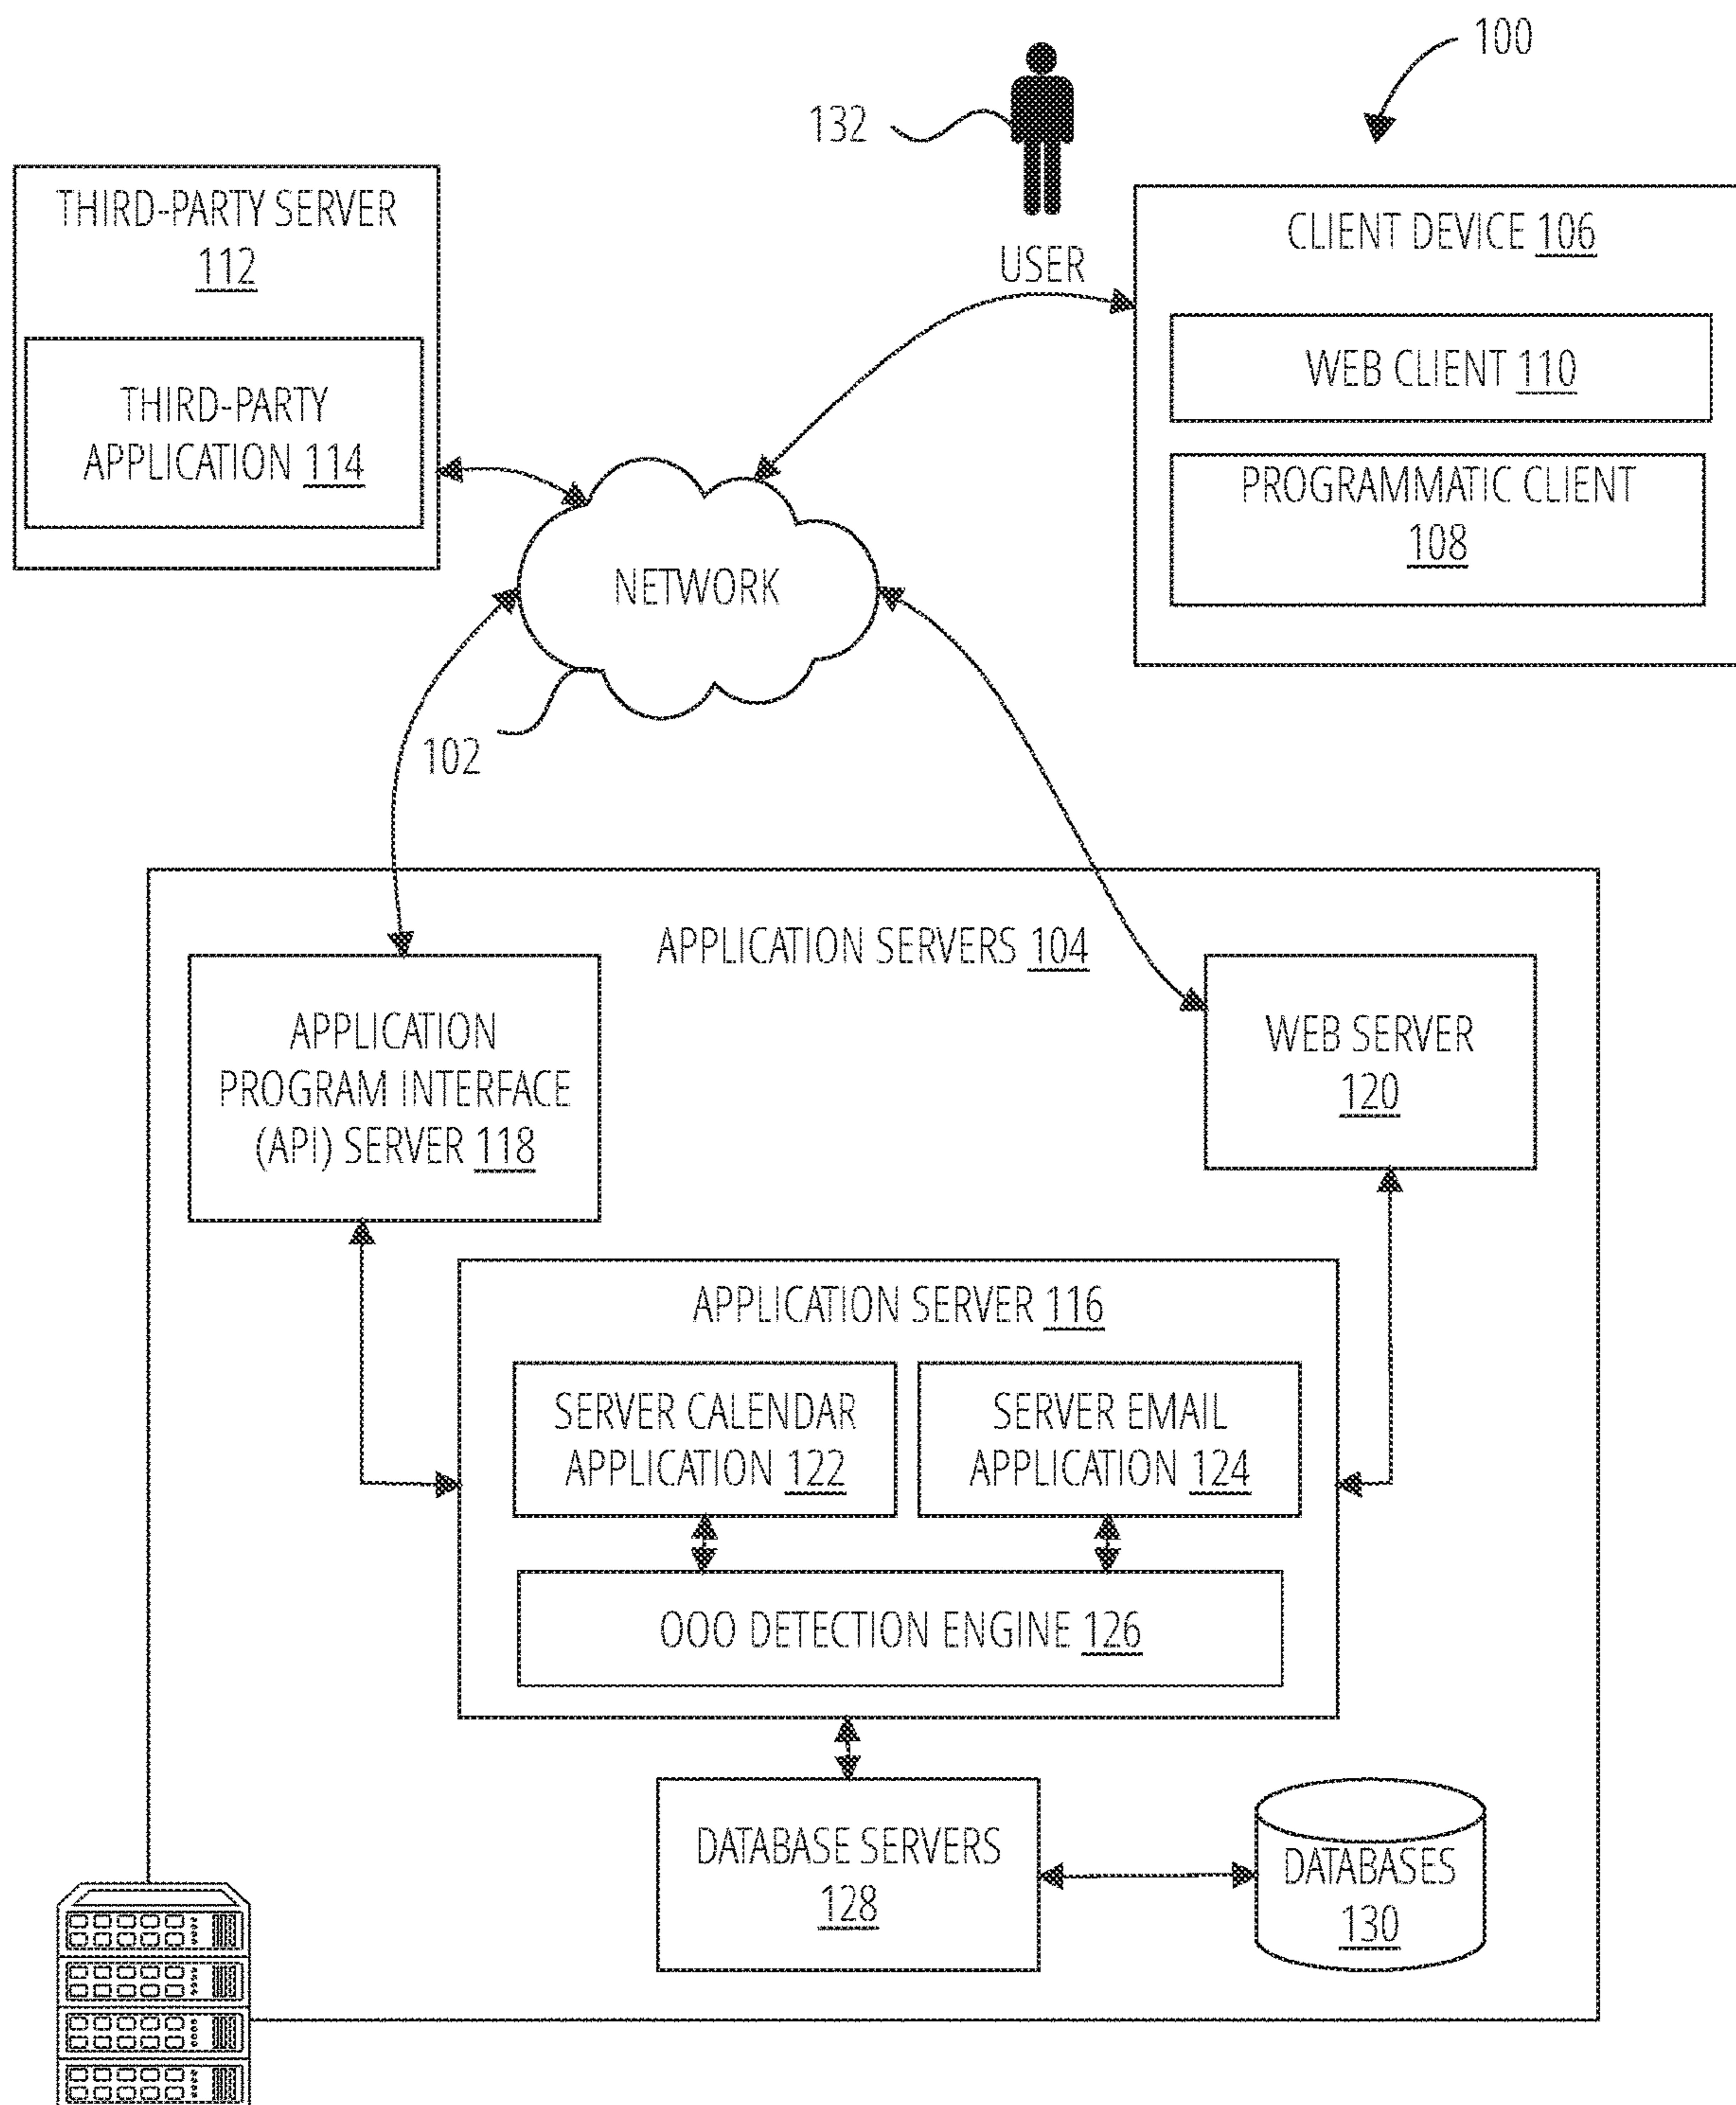 100
132
USER
THIRD-PARTY SERVER
112
THIRD-PARTY
APPLICATION 114
CLIENT DEVICE 106
WEB CLIENT 110
PROGRAMMATIC CLIENT
108
NETWORK
102
APPLICATION SERVERS 104
APPLICATION
PROGRAM INTERFACE
(API) SERVER 118
WEB SERVER
120
APPLICATION SERVER 116
SERVER CALENDAR
APPLICATION 122
SERVER EMAIL
APPLICATION 124
OOO DETECTION ENGINE 126
DATABASE SERVERS
128
DATABASES
130